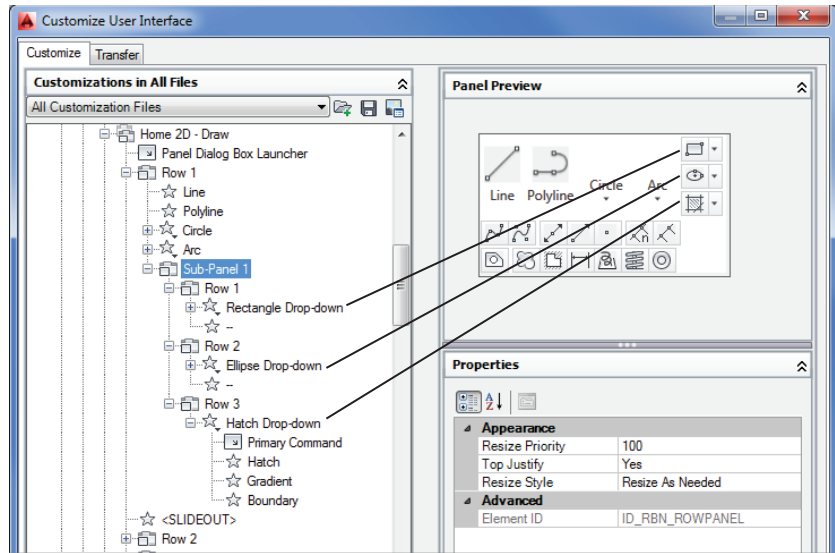 Customize User Interface
Customize
Transfer
Customizations in All Files
All Customization Files
Home 2D - Draw
Panel Dialog Box Launcher
Row 1
Line
Polyline
Circle
Arc
Sub-Panel 1
Row 1
Rectangle Drop-down
--
Row 2
Ellipse Drop-down
--
Row 3
Hatch Drop-down
Primary Command
Hatch
Gradient
Boundary
<SLIDEOUT>
Row 2
Panel Preview
Line Polyline Circle Arc
Properties
Appearance
Resize Priority 100
Top Justify Yes
Resize Style Resize As Needed
Advanced
Element ID ID_RBN_ROWPANEL